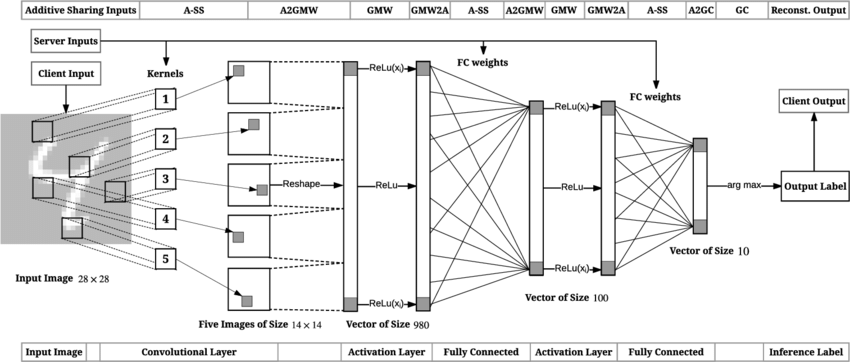 Additive Sharing Inputs A-SS A2GMW GMW GMW2A A-SS A2GMW GMW GMW2A A-SS A2GC GC Reconst. Output
Server Inputs
Client Input
Kernels
FC weights
FC weights
Client Output
1
2
3
4
5
ReLu(xᵢ)
ReLu(xᵢ)
Reshape
ReLu
ReLu
arg max
Output Label
ReLu(xᵢ)
ReLu(xᵢ)
Vector of Size 10
Input Image 28 × 28
Vector of Size 100
Five Images of Size 14 × 14
Vector of Size 980
Input Image Convolutional Layer Activation Layer Fully Connected Activation Layer Fully Connected Inference Label